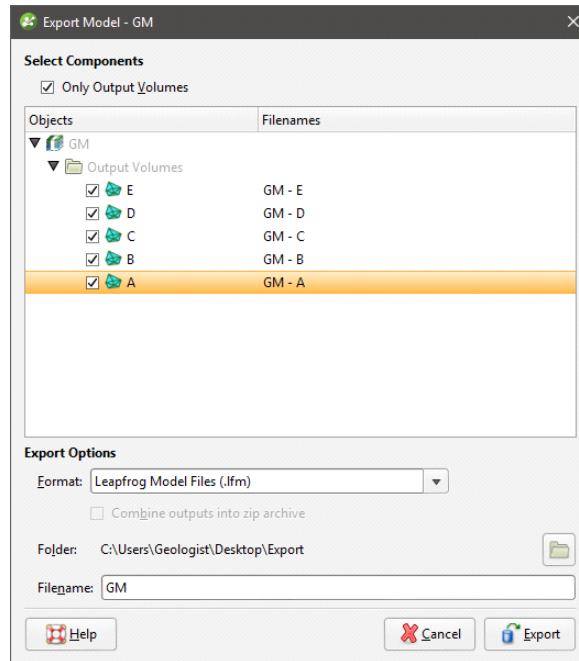 Export Model - GM
Select Components
Only Output Volumes
Objects Filenames
GM
Output Volumes
E GM - E
D GM - D
C GM - C
B GM - B
A GM - A
Export Options
Format: Leapfrog Model Files (.lfm)
Combine outputs into zip archive
Folder: C:\Users\Geologist\Desktop\Export
Filename: GM
Help Cancel Export